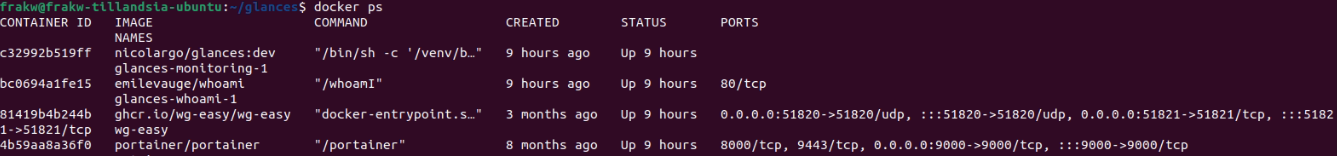 frakw@frakw-tillandsia-ubuntu:~/glances$ docker ps
CONTAINER ID   IMAGE                     COMMAND                  CREATED        STATUS       PORTS
               NAMES
c32992b519ff   nicolargo/glances:dev     "/bin/sh -c '/venv/b…"   9 hours ago    Up 9 hours
               glances-monitoring-1
bc0694a1fe15   emilevauge/whoami         "/whoamI"                9 hours ago    Up 9 hours   80/tcp
               glances-whoami-1
81419b4b244b   ghcr.io/wg-easy/wg-easy   "docker-entrypoint.s…"   3 months ago   Up 9 hours   0.0.0.0:51820->51820/udp, :::51820->51820/udp, 0.0.0.0:51821->51821/tcp, :::5182
1->51821/tcp   wg-easy
4b59aa8a36f0   portainer/portainer       "/portainer"             8 months ago   Up 9 hours   8000/tcp, 9443/tcp, 0.0.0.0:9000->9000/tcp, :::9000->9000/tcp